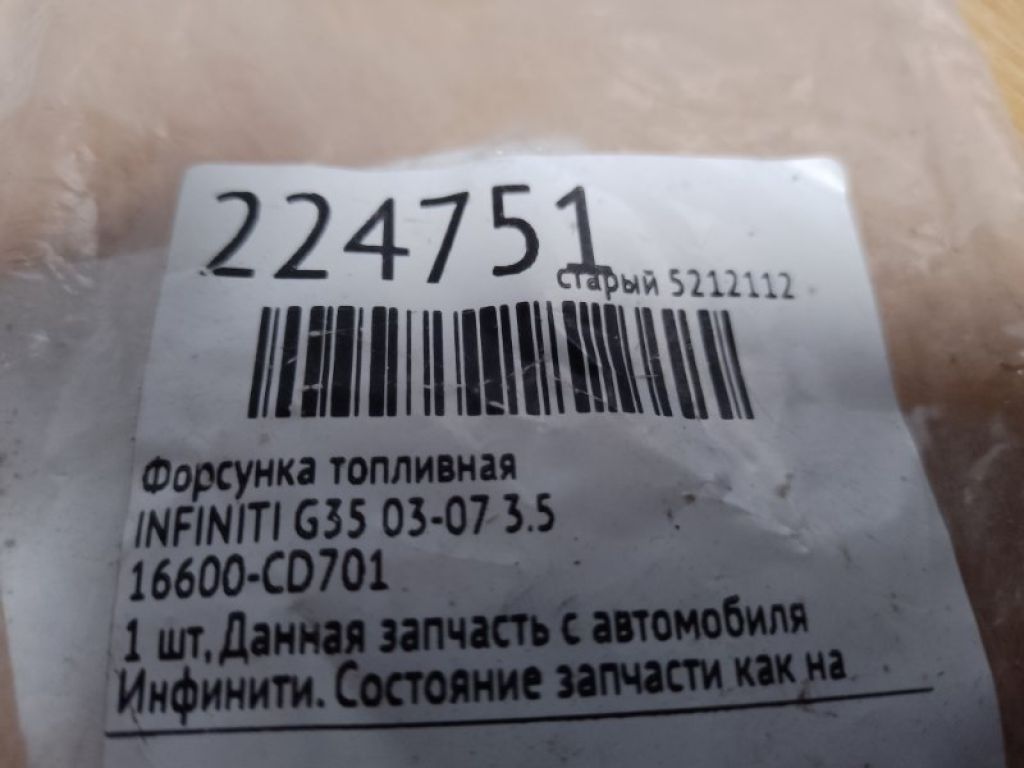 224751
старый 5212112
Форсунка топливная
INFINITI G35 03-07 3.5
16600-CD701
1 шт, Данная запчасть с автомобиля
Инфинити. Состояние запчасти как на